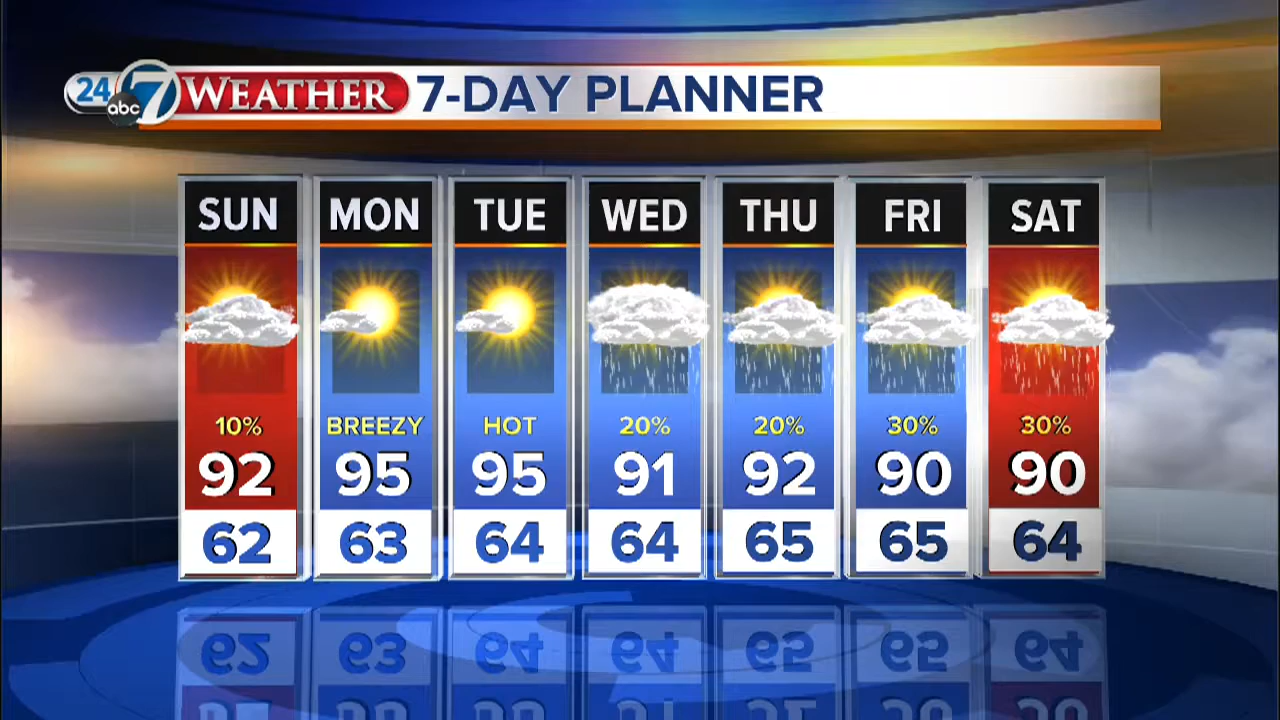 24 abc 7 WEATHER 7-DAY PLANNER
SUN MON TUE WED THU FRI SAT
10% BREEZY HOT 20% 20% 30% 30%
92 95 95 91 92 90 90
62 63 64 64 65 65 64